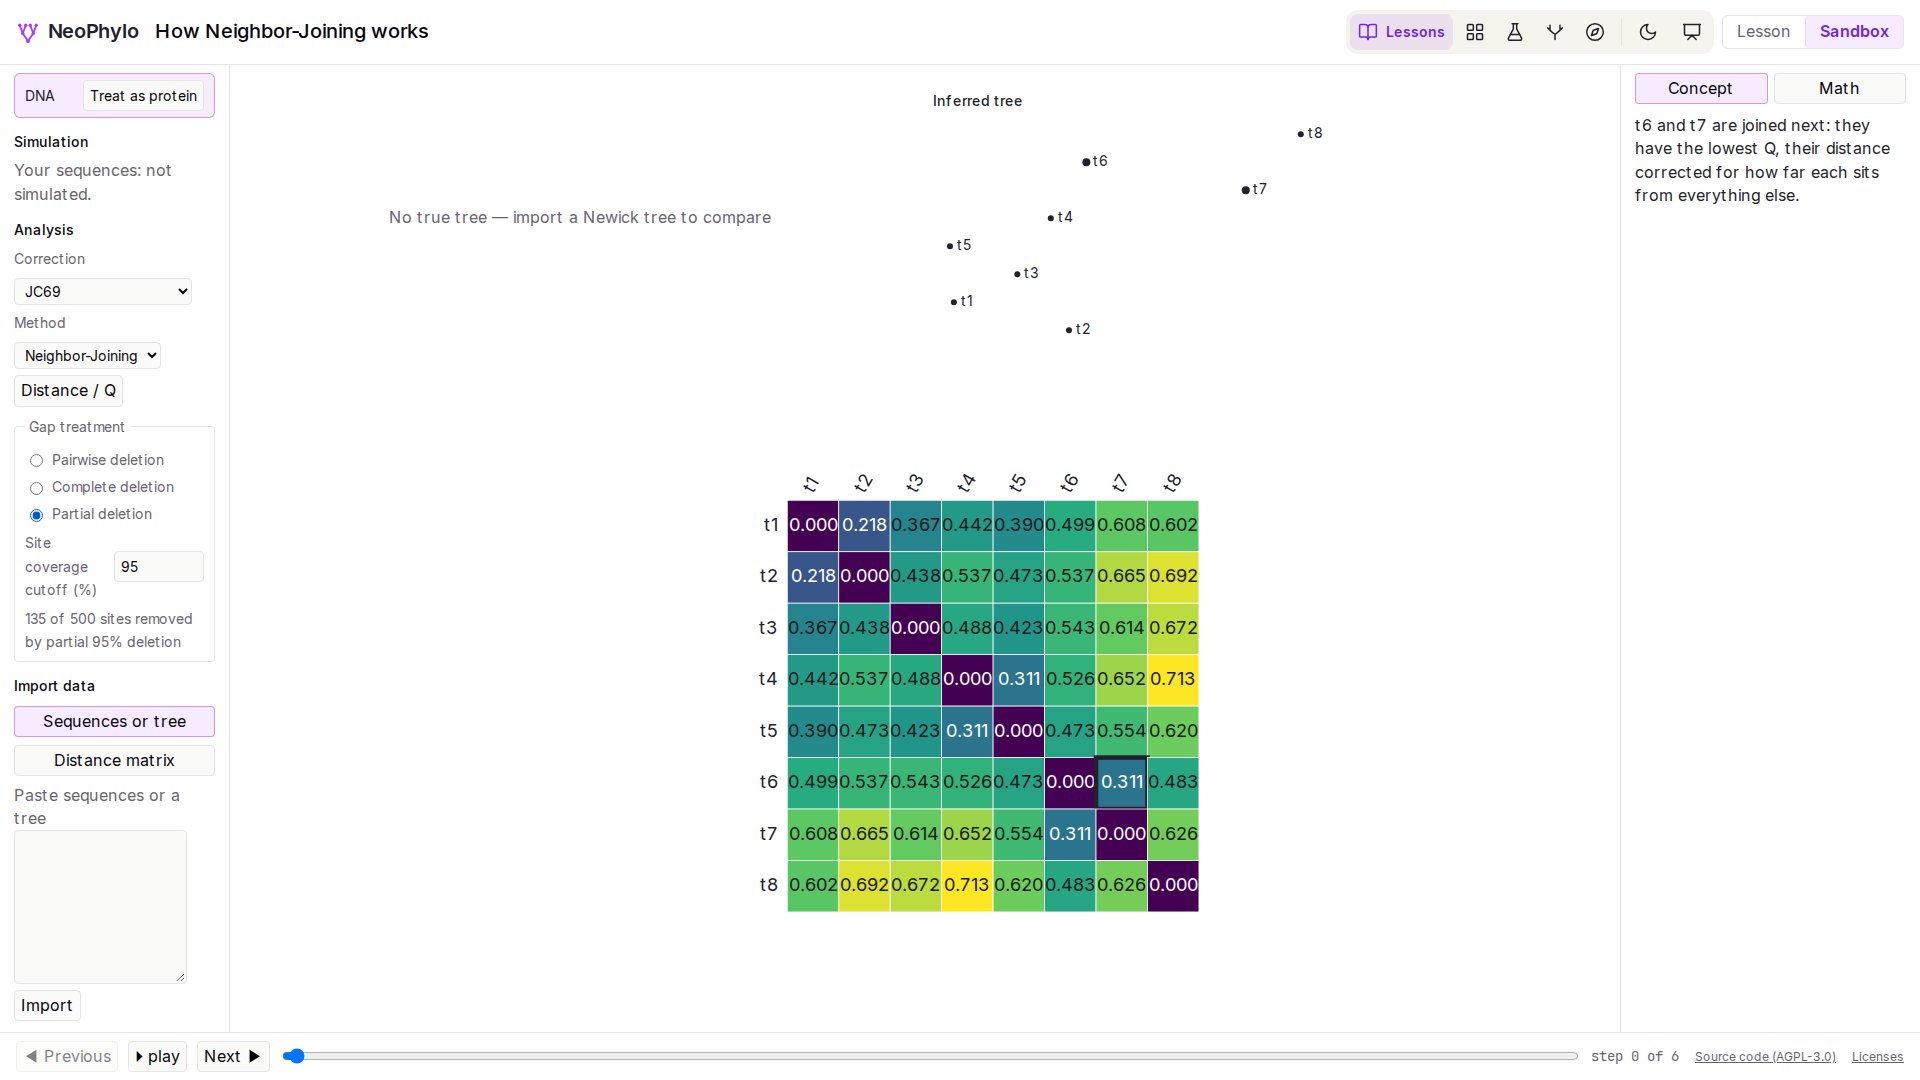 NeoPhylo How Neighbor-Joining works
Lessons
Lesson Sandbox
DNA Treat as protein
Simulation
Your sequences: not
simulated.
Analysis
Correction
JC69
Method
Neighbor-Joining
Distance / Q
Gap treatment
Pairwise deletion
Complete deletion
Partial deletion
Site
coverage
cutoff (%)
95
135 of 500 sites removed
by partial 95% deletion
Import data
Sequences or tree
Distance matrix
Paste sequences or a
tree
Import
Inferred tree
t8
t6
t7
No true tree — import a Newick tree to compare
t4
t5
t3
t1
t2
t1 t2 t3 t4 t5 t6 t7 t8
t1 0.000 0.218 0.367 0.442 0.390 0.499 0.608 0.602
t2 0.218 0.000 0.438 0.537 0.473 0.537 0.665 0.692
t3 0.367 0.438 0.000 0.488 0.423 0.543 0.614 0.672
t4 0.442 0.537 0.488 0.000 0.311 0.526 0.652 0.713
t5 0.390 0.473 0.423 0.311 0.000 0.473 0.554 0.620
t6 0.499 0.537 0.543 0.526 0.473 0.000 0.311 0.483
t7 0.608 0.665 0.614 0.652 0.554 0.311 0.000 0.626
t8 0.602 0.692 0.672 0.713 0.620 0.483 0.626 0.000
Concept Math
t6 and t7 are joined next: they
have the lowest Q, their distance
corrected for how far each sits
from everything else.
Previous play Next step 0 of 6 Source code (AGPL-3.0) Licenses